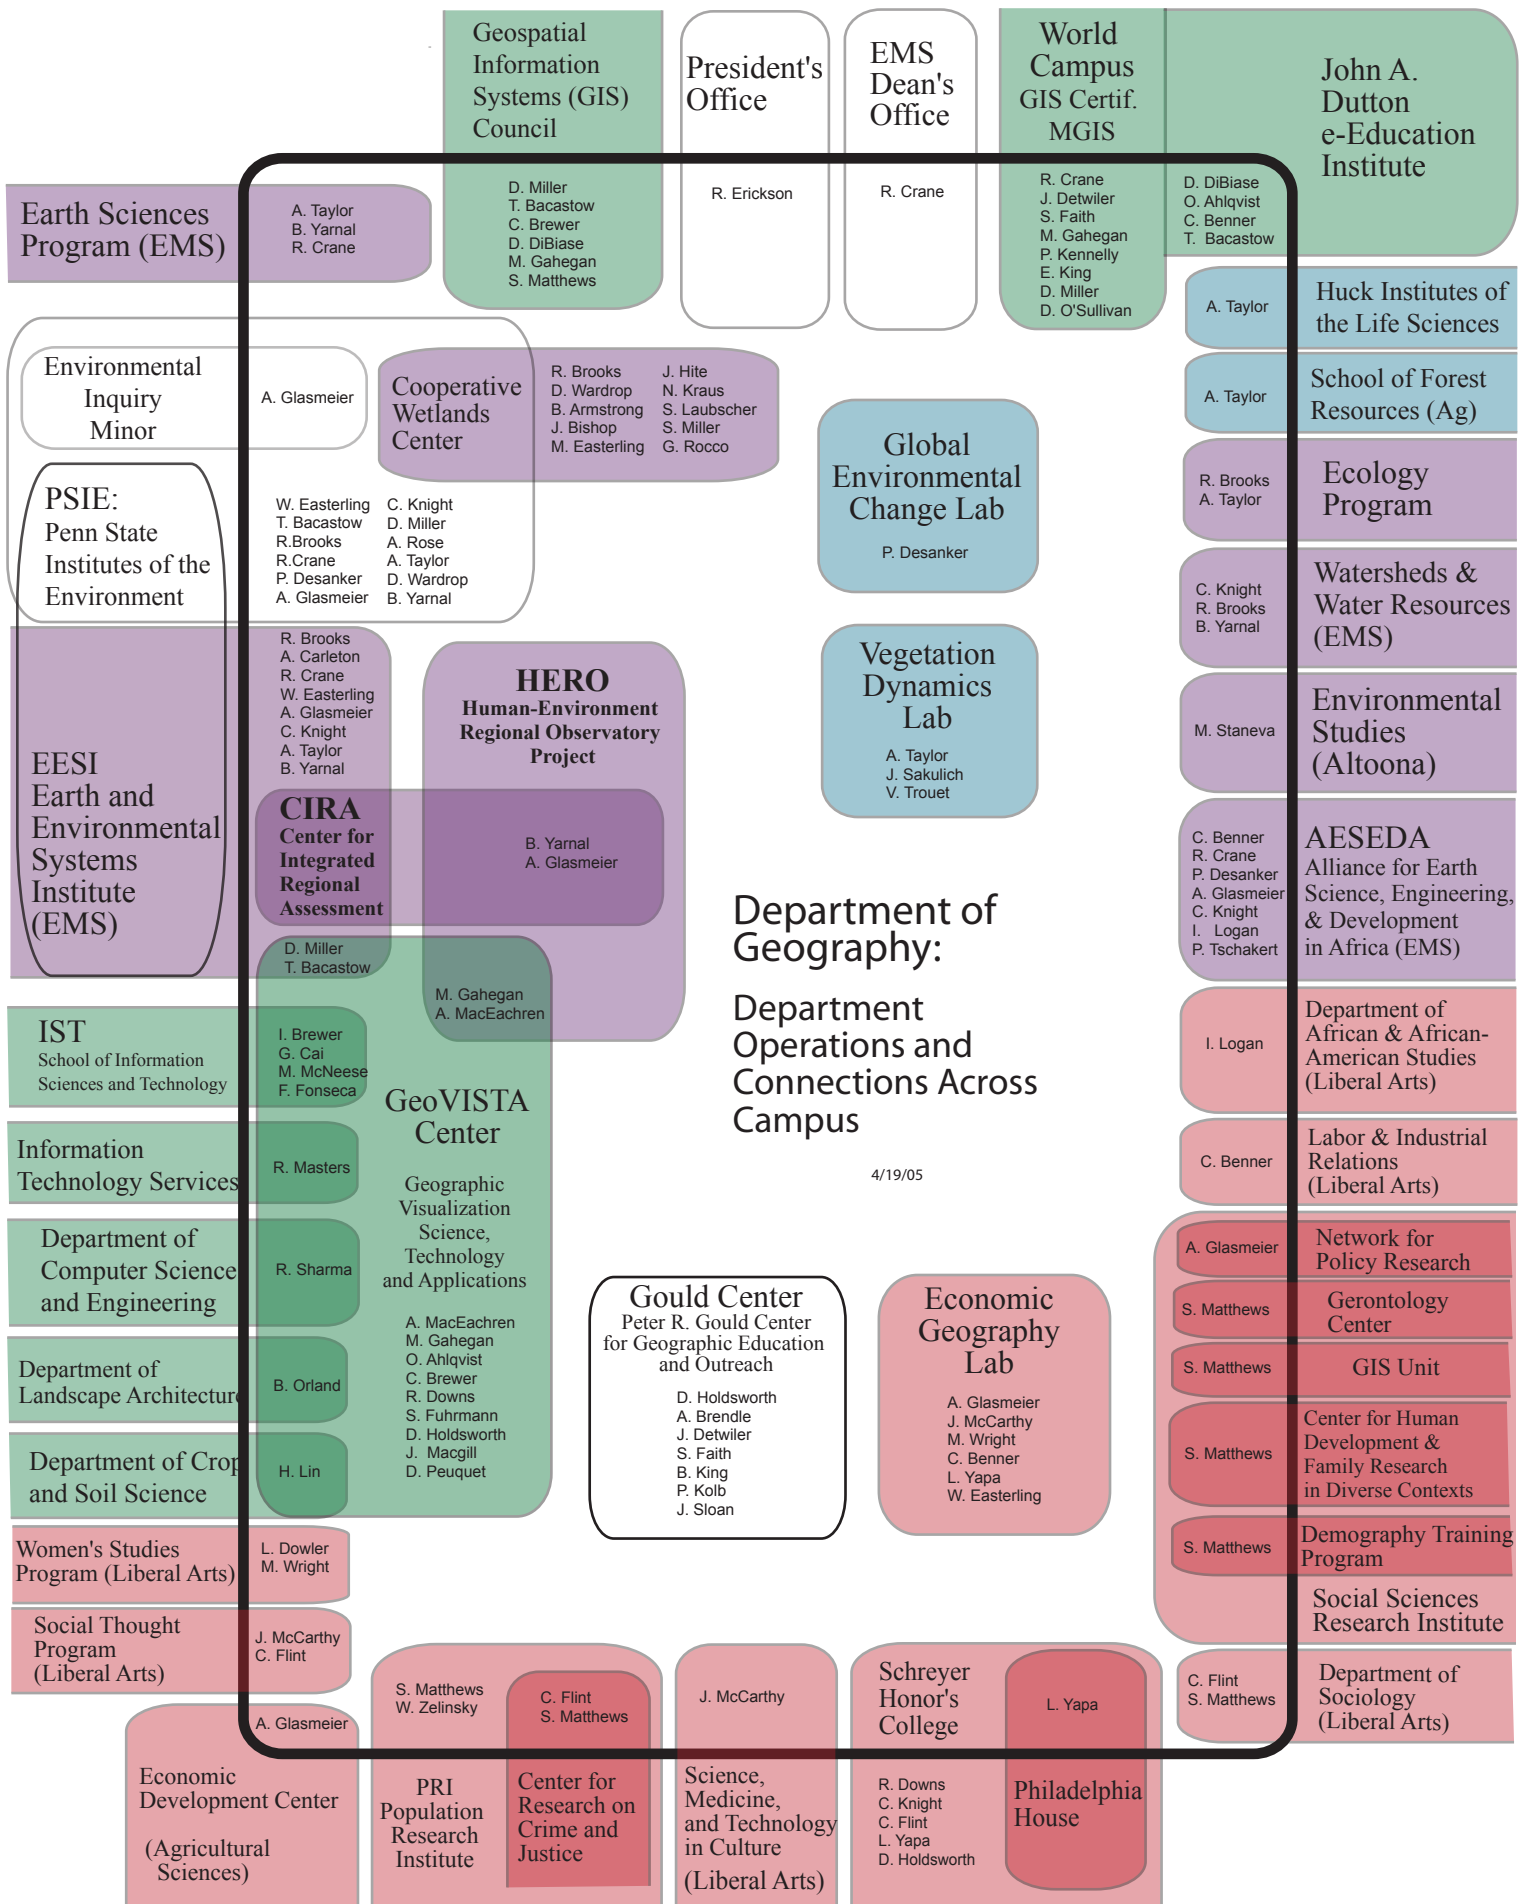 Geospatial
Information
Systems (GIS)
Council
D. Miller
T. Bacastow
C. Brewer
D. DiBiase
M. Gahegan
S. Matthews
President's
Office
R. Erickson
EMS
Dean's
Office
R. Crane
World
Campus
GIS Certif.
MGIS
R. Crane
J. Detwiler
S. Faith
M. Gahegan
P. Kennelly
E. King
D. Miller
D. O'Sullivan
John A.
Dutton
e-Education
Institute
D. DiBiase
O. Ahlqvist
C. Benner
T. Bacastow
Earth Sciences
Program (EMS)
A. Taylor
B. Yarnal
R. Crane
Environmental
Inquiry
Minor
A. Glasmeier
Cooperative
Wetlands
Center
R. Brooks
D. Wardrop
B. Armstrong
J. Bishop
M. Easterling
J. Hite
N. Kraus
S. Laubscher
S. Miller
G. Rocco
PSIE:
Penn State
Institutes of the
Environment
W. Easterling
T. Bacastow
R.Brooks
R.Crane
P. Desanker
A. Glasmeier
C. Knight
D. Miller
A. Rose
A. Taylor
D. Wardrop
B. Yarnal
EESI
Earth and
Environmental
Systems
Institute
(EMS)
R. Brooks
A. Carleton
R. Crane
W. Easterling
A. Glasmeier
C. Knight
A. Taylor
B. Yarnal
CIRA
Center for
Integrated
Regional
Assessment
D. Miller
T. Bacastow
HERO
Human-Environment
Regional Observatory
Project
B. Yarnal
A. Glasmeier
M. Gahegan
A. MacEachren
Global
Environmental
Change Lab
P. Desanker
Vegetation
Dynamics
Lab
A. Taylor
J. Sakulich
V. Trouet
Department of
Geography:
Department
Operations and
Connections Across
Campus
4/19/05
A. Taylor
Huck Institutes of
the Life Sciences
A. Taylor
School of Forest
Resources (Ag)
R. Brooks
A. Taylor
Ecology
Program
C. Knight
R. Brooks
B. Yarnal
Watersheds &
Water Resources
(EMS)
M. Staneva
Environmental
Studies
(Altoona)
C. Benner
R. Crane
P. Desanker
A. Glasmeier
C. Knight
I. Logan
P. Tschakert
AESEDA
Alliance for Earth
Science, Engineering,
& Development
in Africa (EMS)
I. Logan
Department of
African & African-
American Studies
(Liberal Arts)
C. Benner
Labor & Industrial
Relations
(Liberal Arts)
A. Glasmeier
Network for
Policy Research
S. Matthews
Gerontology
Center
S. Matthews
GIS Unit
S. Matthews
Center for Human
Development &
Family Research
in Diverse Contexts
S. Matthews
Demography Training
Program
Social Sciences
Research Institute
C. Flint
S. Matthews
Department of
Sociology
(Liberal Arts)
IST
School of Information
Sciences and Technology
I. Brewer
G. Cai
M. McNeese
F. Fonseca
Information
Technology Services
R. Masters
Department of
Computer Science
and Engineering
R. Sharma
Department of
Landscape Architecture
B. Orland
Department of Crop
and Soil Science
H. Lin
GeoVISTA
Center
Geographic
Visualization
Science,
Technology
and Applications
A. MacEachren
M. Gahegan
O. Ahlqvist
C. Brewer
R. Downs
S. Fuhrmann
D. Holdsworth
J. Macgill
D. Peuquet
Gould Center
Peter R. Gould Center
for Geographic Education
and Outreach
D. Holdsworth
A. Brendle
J. Detwiler
S. Faith
B. King
P. Kolb
J. Sloan
Economic
Geography
Lab
A. Glasmeier
J. McCarthy
M. Wright
C. Benner
L. Yapa
W. Easterling
Women's Studies
Program (Liberal Arts)
L. Dowler
M. Wright
Social Thought
Program
(Liberal Arts)
J. McCarthy
C. Flint
A. Glasmeier
Economic
Development Center
(Agricultural
Sciences)
S. Matthews
W. Zelinsky
PRI
Population
Research
Institute
C. Flint
S. Matthews
Center for
Research on
Crime and
Justice
J. McCarthy
Science,
Medicine,
and Technology
in Culture
(Liberal Arts)
Schreyer
Honor's
College
R. Downs
C. Knight
C. Flint
L. Yapa
D. Holdsworth
L. Yapa
Philadelphia
House